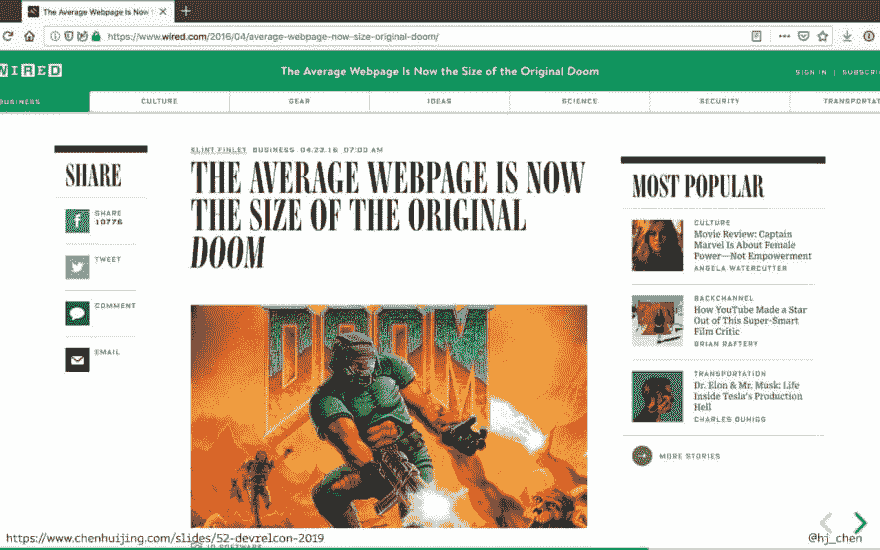 The Average Webpage Is Now
https://www.wired.com/2016/04/average-webpage-now-size-original-doom/
WIRED
The Average Webpage Is Now the Size of the Original Doom
SIGN IN | SUBSCRI
BUSINESS
CULTURE
GEAR
IDEAS
SCIENCE
SECURITY
TRANSPORTAT
SHARE
SHARE
10776
TWEET
COMMENT
EMAIL
KLINT FINLEY BUSINESS 04.23.16 07:00 AM
THE AVERAGE WEBPAGE IS NOW
THE SIZE OF THE ORIGINAL
DOOM
DOOM
ID SOFTWARE
MOST POPULAR
CULTURE
Movie Review: Captain
Marvel Is About Female
Power—Not Empowerment
ANGELA WATERCUTTER
BACKCHANNEL
How YouTube Made a Star
Out of This Super-Smart
Film Critic
BRIAN RAFTERY
TRANSPORTATION
Dr. Elon & Mr. Musk: Life
Inside Tesla's Production
Hell
CHARLES DUHIGG
MORE STORIES
https://www.chenhuijing.com/slides/52-devrelcon-2019
@hj_chen